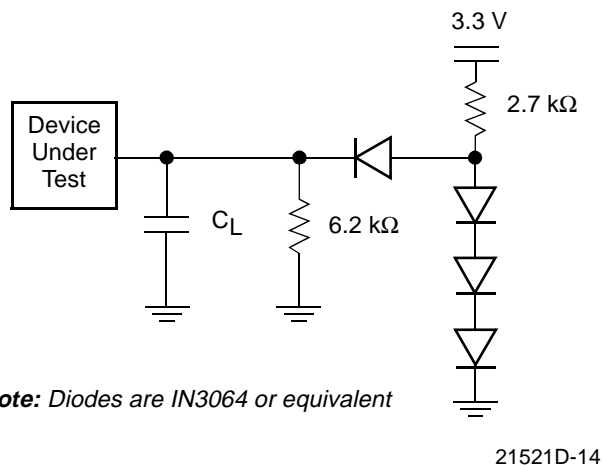 3.3 V
2.7 kΩ
Device
Under
Test
CL
6.2 kΩ
ote: Diodes are IN3064 or equivalent
21521D-14